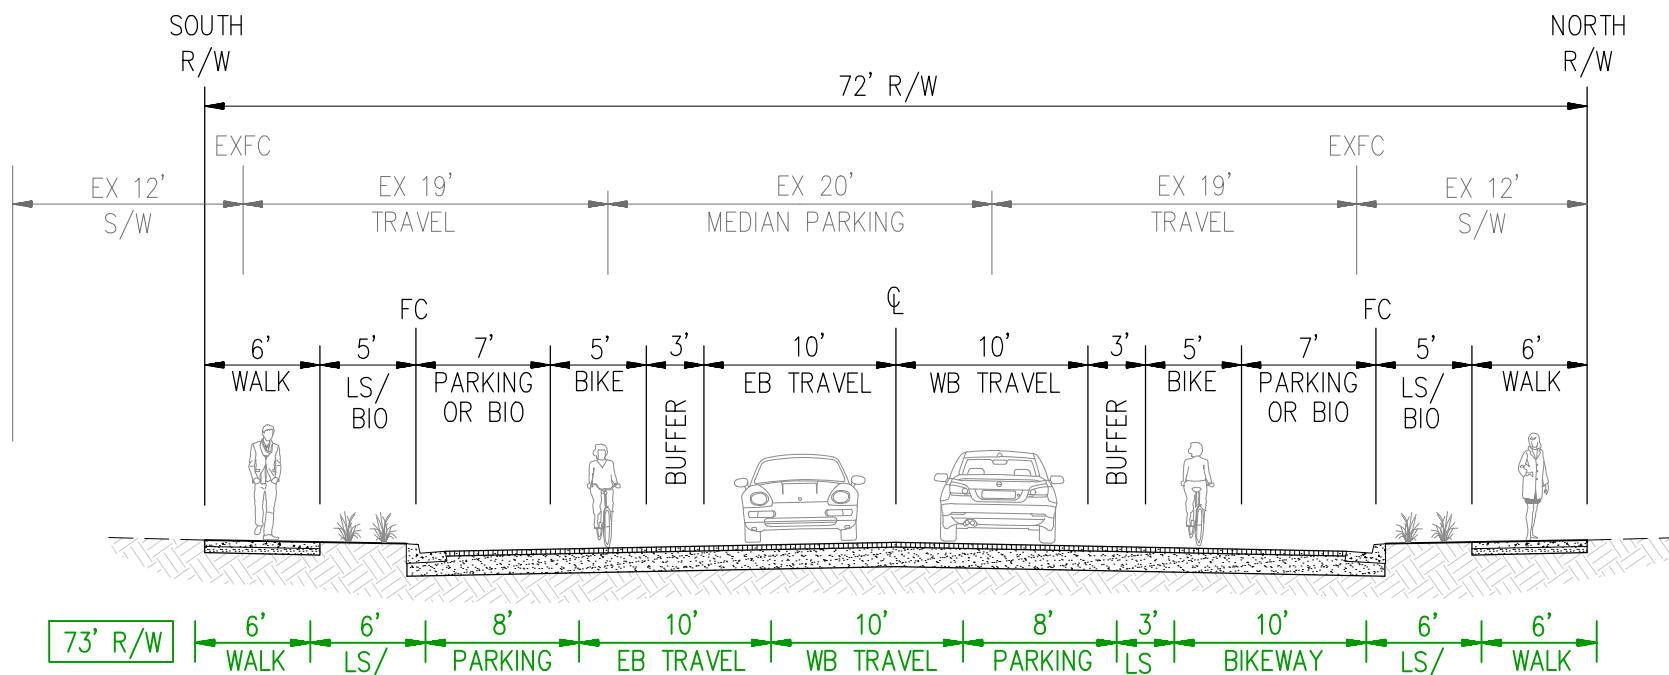 SOUTH
R/W
NORTH
R/W
72' R/W
EXFC
EXFC
EX 12'
S/W
EX 19'
TRAVEL
EX 20'
MEDIAN PARKING
EX 19'
TRAVEL
EX 12'
S/W
FC
℄
FC
6'
WALK
5'
LS/
BIO
7'
PARKING
OR BIO
5'
BIKE
3'
BUFFER
10'
EB TRAVEL
10'
WB TRAVEL
3'
BUFFER
5'
BIKE
7'
PARKING
OR BIO
5'
LS/
BIO
6'
WALK
73' R/W
6'
WALK
6'
LS/
8'
PARKING
10'
EB TRAVEL
10'
WB TRAVEL
8'
PARKING
3'
LS
10'
BIKEWAY
6'
LS/
6'
WALK